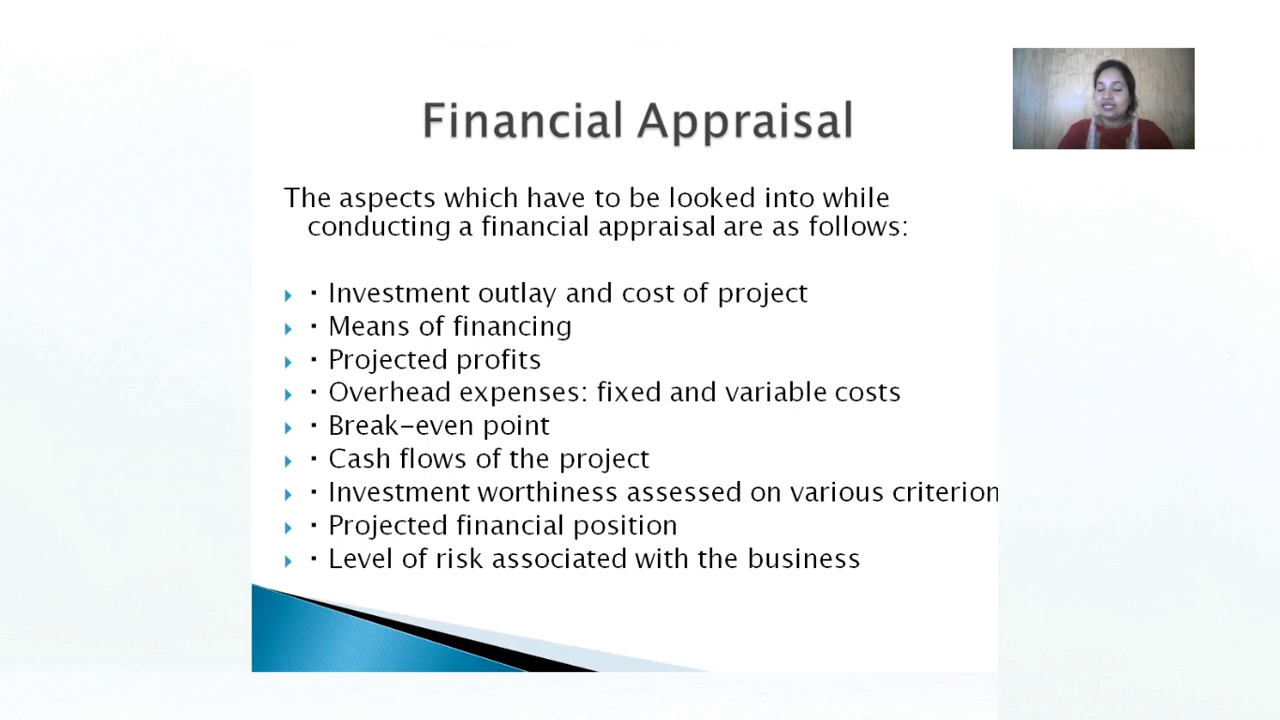 Financial Appraisal
The aspects which have to be looked into while
conducting a financial appraisal are as follows:
· Investment outlay and cost of project
· Means of financing
· Projected profits
· Overhead expenses: fixed and variable costs
· Break-even point
· Cash flows of the project
· Investment worthiness assessed on various criterion
· Projected financial position
· Level of risk associated with the business